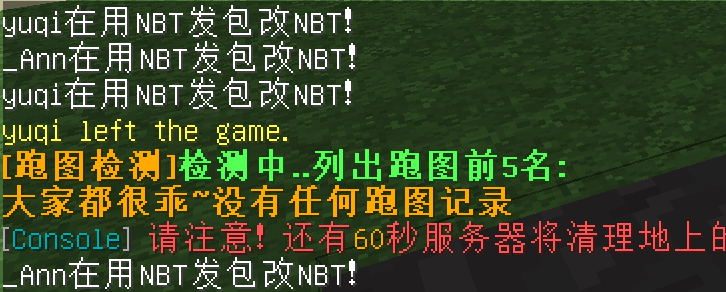 yuqi在用NBT发包改NBT!
_Ann在用NBT发包改NBT!
yuqi在用NBT发包改NBT!
yuqi left the game.
[跑图检测]检测中..列出跑图前5名:
大家都很乖~没有任何跑图记录
[Console] 请注意! 还有60秒服务器将清理地上的
_Ann在用NBT发包改NBT!